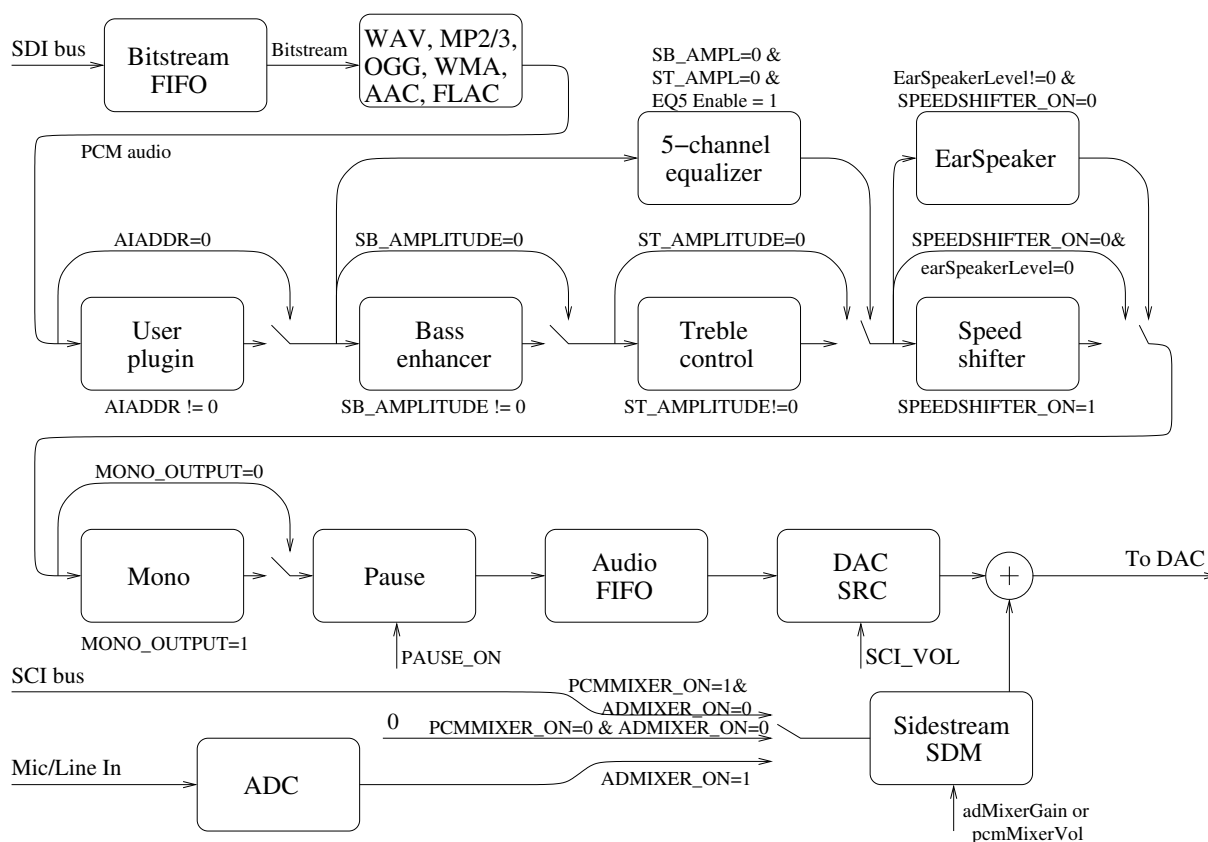 SDI bus
Bitstream
FIFO
Bitstream
WAV, MP2/3,
OGG, WMA,
AAC, FLAC
SB_AMPL=0 &
ST_AMPL=0 &
EQ5 Enable = 1
EarSpeakerLevel!=0 &
SPEEDSHIFTER_ON=0
PCM audio
5−channel
equalizer
EarSpeaker
AIADDR=0
SB_AMPLITUDE=0
ST_AMPLITUDE=0
SPEEDSHIFTER_ON=0&
earSpeakerLevel=0
User
plugin
Bass
enhancer
Treble
control
Speed
shifter
AIADDR != 0
SB_AMPLITUDE != 0
ST_AMPLITUDE!=0
SPEEDSHIFTER_ON=1
MONO_OUTPUT=0
Mono
Pause
Audio
FIFO
DAC
SRC
+
To DAC
MONO_OUTPUT=1
PAUSE_ON
SCI_VOL
SCI bus
PCMMIXER_ON=1&
ADMIXER_ON=0
0
PCMMIXER_ON=0 & ADMIXER_ON=0
Sidestream
SDM
Mic/Line In
ADC
ADMIXER_ON=1
adMixerGain or
pcmMixerVol